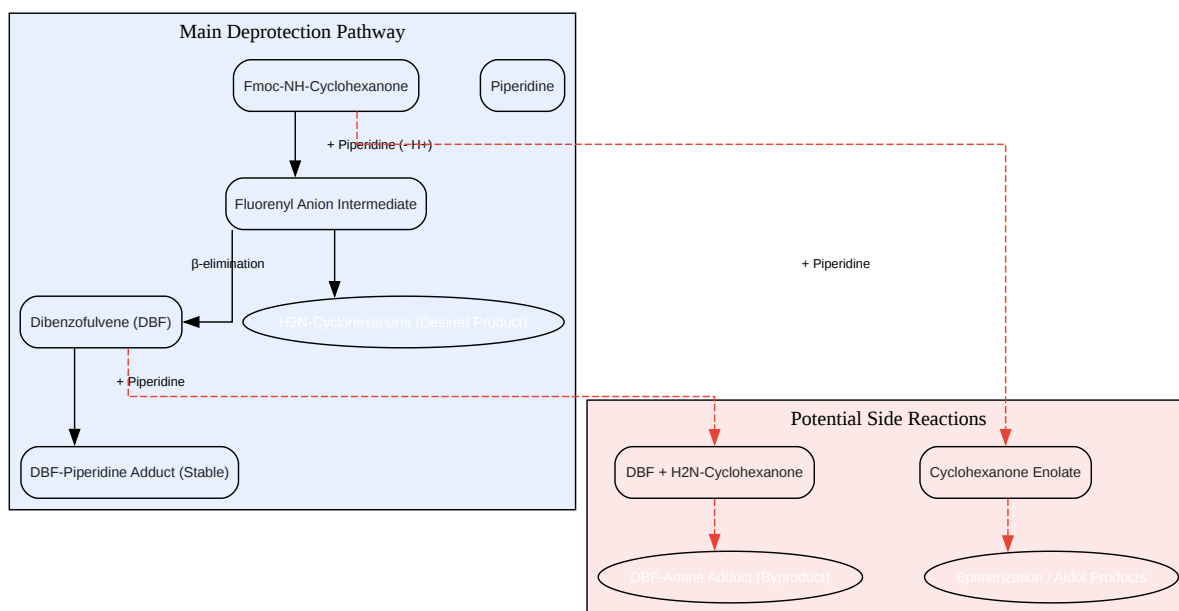 Main Deprotection Pathway
Fmoc-NH-Cyclohexanone
Piperidine
+ Piperidine (- H+)
Fluorenyl Anion Intermediate
β-elimination
+ Piperidine
Dibenzofulvene (DBF)
H2N-Cyclohexanone (Desired Product)
+ Piperidine
Potential Side Reactions
DBF-Piperidine Adduct (Stable)
DBF + H2N-Cyclohexanone
Cyclohexanone Enolate
DBF-Amine Adduct (Byproduct)
Epimerization / Aldol Products